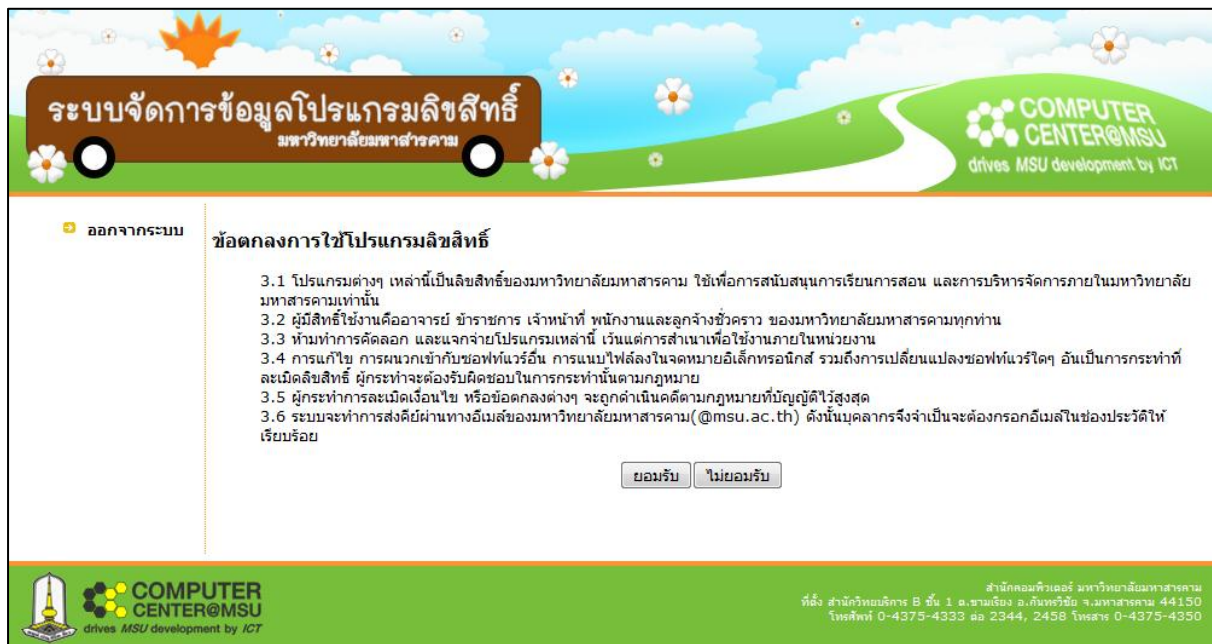 ระบบจัดการข้อมูลโปรแกรมลิขสิทธิ์
มหาวิทยาลัยมหาสารคาม
COMPUTER
CENTER@MSU
drives MSU development by ICT
ออกจากระบบ
ข้อตกลงการใช้โปรแกรมลิขสิทธิ์
3.1 โปรแกรมต่างๆ เหล่านี้เป็นลิขสิทธิ์ของมหาวิทยาลัยมหาสารคาม ใช้เพื่อการสนับสนุนการเรียนการสอน และการบริหารจัดการภายในมหาวิทยาลัย
มหาสารคามเท่านั้น
3.2 ผู้มีสิทธิ์ใช้งานคืออาจารย์ ข้าราชการ เจ้าหน้าที่ พนักงานและลูกจ้างชั่วคราว ของมหาวิทยาลัยมหาสารคามทุกท่าน
3.3 ห้ามทำการคัดลอก และแจกจ่ายโปรแกรมเหล่านี้ เว้นแต่การสำเนาเพื่อใช้งานภายในหน่วยงาน
3.4 การแก้ไข การผนวกเข้ากับซอฟท์แวร์อื่น การแนบไฟล์ลงในจดหมายอิเล็กทรอนิกส์ รวมถึงการเปลี่ยนแปลงซอฟท์แวร์ใดๆ อันเป็นการกระทำที่
ละเมิดลิขสิทธิ์ ผู้กระทำจะต้องรับผิดชอบในการกระทำนั้นตามกฎหมาย
3.5 ผู้กระทำการละเมิดเงื่อนไข หรือข้อตกลงต่างๆ จะถูกดำเนินคดีตามกฎหมายที่บัญญัติไว้สูงสุด
3.6 ระบบจะทำการส่งคีย์ผ่านทางอีเมล์ของมหาวิทยาลัยมหาสารคาม(@msu.ac.th) ดังนั้นบุคลากรจึงจำเป็นจะต้องกรอกอีเมล์ในช่องประวัติให้
เรียบร้อย
ยอมรับ ไม่ยอมรับ
COMPUTER
CENTER@MSU
drives MSU development by ICT
สำนักคอมพิวเตอร์ มหาวิทยาลัยมหาสารคาม
ที่ตั้ง สำนักวิทยบริการ B ชั้น 1 ต.ขามเรียง อ.กันทรวิชัย จ.มหาสารคาม 44150
โทรศัพท์ 0-4375-4333 ต่อ 2344, 2458 โทรสาร 0-4375-4350